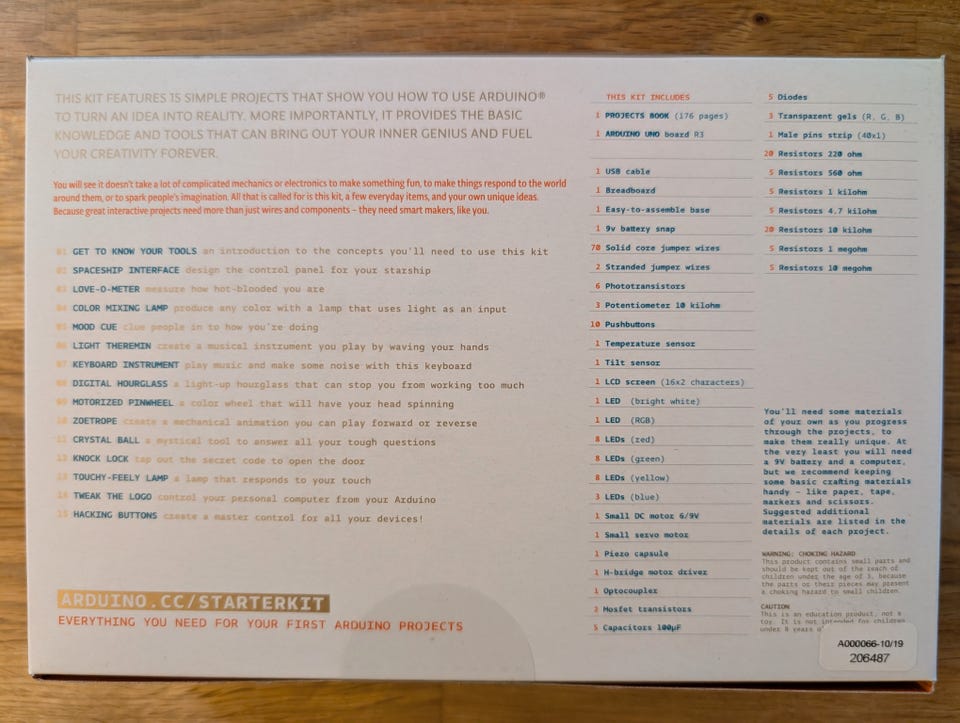 THIS KIT FEATURES 15 SIMPLE PROJECTS THAT SHOW YOU HOW TO USE ARDUINO®
TO TURN AN IDEA INTO REALITY. MORE IMPORTANTLY, IT PROVIDES THE BASIC
KNOWLEDGE AND TOOLS THAT CAN BRING OUT YOUR INNER GENIUS AND FUEL
YOUR CREATIVITY FOREVER.
You will see it doesn't take a lot of complicated mechanics or electronics to make something fun, to make things respond to the world
around them, or to spark people's imagination. All that is called for is this kit, a few everyday items, and your own unique ideas.
Because great interactive projects need more than just wires and components – they need smart makers, like you.
01 GET TO KNOW YOUR TOOLS an introduction to the concepts you'll need to use this kit
02 SPACESHIP INTERFACE design the control panel for your starship
03 LOVE-O-METER measure how hot-blooded you are
04 COLOR MIXING LAMP produce any color with a lamp that uses light as an input
05 MOOD CUE clue people in to how you're doing
06 LIGHT THEREMIN create a musical instrument you play by waving your hands
07 KEYBOARD INSTRUMENT play music and make some noise with this keyboard
08 DIGITAL HOURGLASS a light-up hourglass that can stop you from working too much
09 MOTORIZED PINWHEEL a color wheel that will have your head spinning
10 ZOETROPE create a mechanical animation you can play forward or reverse
11 CRYSTAL BALL a mystical tool to answer all your tough questions
12 KNOCK LOCK tap out the secret code to open the door
13 TOUCHY-FEELY LAMP a lamp that responds to your touch
14 TWEAK THE LOGO control your personal computer from your Arduino
15 HACKING BUTTONS create a master control for all your devices!
ARDUINO.CC/STARTERKIT
EVERYTHING YOU NEED FOR YOUR FIRST ARDUINO PROJECTS
THIS KIT INCLUDES
1 PROJECTS BOOK (176 pages)
1 ARDUINO UNO board R3
1 USB cable
1 Breadboard
1 Easy-to-assemble base
1 9v battery snap
70 Solid core jumper wires
2 Stranded jumper wires
6 Phototransistors
3 Potentiometer 10 kilohm
10 Pushbuttons
1 Temperature sensor
1 Tilt sensor
1 LCD screen (16x2 characters)
1 LED (bright white)
1 LED (RGB)
8 LEDs (red)
8 LEDs (green)
8 LEDs (yellow)
3 LEDs (blue)
1 Small DC motor 6/9V
1 Small servo motor
1 Piezo capsule
1 H-bridge motor driver
1 Optocoupler
2 Mosfet transistors
5 Capacitors 100µF
5 Diodes
3 Transparent gels (R, G, B)
1 Male pins strip (40x1)
20 Resistors 220 ohm
5 Resistors 560 ohm
5 Resistors 1 kilohm
5 Resistors 4.7 kilohm
20 Resistors 10 kilohm
5 Resistors 1 megohm
5 Resistors 10 megohm
You'll need some materials
of your own as you progress
through the projects, to
make them really unique. At
the very least you will need
a 9V battery and a computer,
but we recommend keeping
some basic crafting materials
handy – like paper, tape,
markers and scissors.
Suggested additional
materials are listed in the
details of each project.
WARNING: CHOKING HAZARD
This product contains small parts and
should be kept out of the reach of
children under the age of 3, because
the parts or their pieces may present
a choking hazard to small children.
CAUTION
This is an education product, not a
toy. It is not intended for children
under 8 years o
A000066-10/19
206487